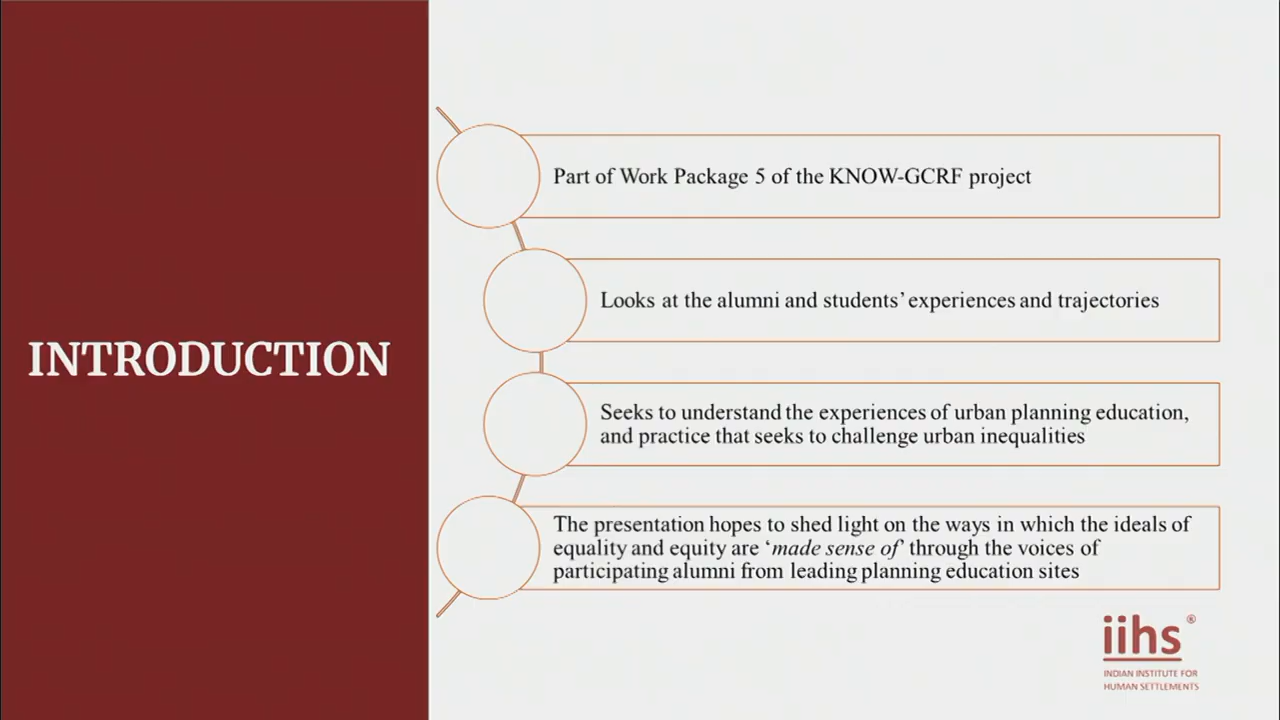 INTRODUCTION
Part of Work Package 5 of the KNOW-GCRF project
Looks at the alumni and students’ experiences and trajectories
Seeks to understand the experiences of urban planning education,
and practice that seeks to challenge urban inequalities
The presentation hopes to shed light on the ways in which the ideals of
equality and equity are ‘made sense of’ through the voices of
participating alumni from leading planning education sites
iihs®
INDIAN INSTITUTE FOR
HUMAN SETTLEMENTS